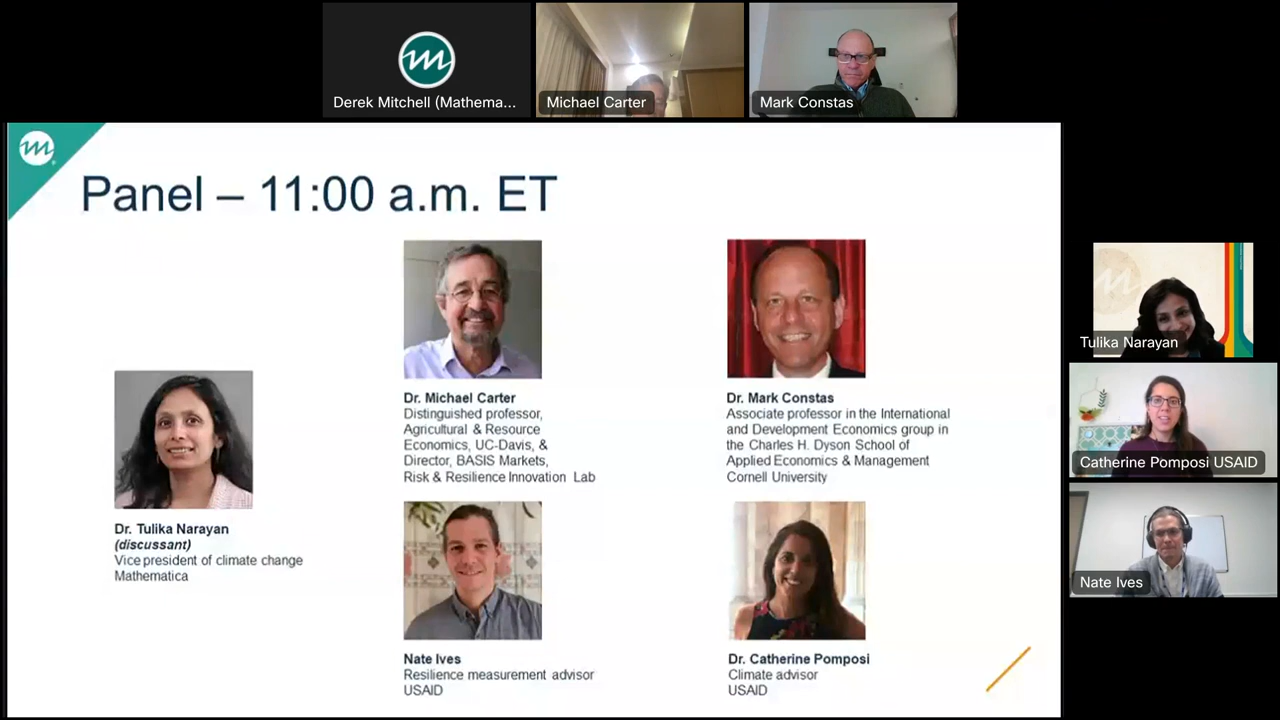 Derek Mitchell (Mathema...
Michael Carter
Mark Constas
Panel – 11:00 a.m. ET
Dr. Michael Carter
Distinguished professor,
Agricultural & Resource
Economics, UC-Davis, &
Director, BASIS Markets,
Risk & Resilience Innovation Lab
Dr. Mark Constas
Associate professor in the International
and Development Economics group in
the Charles H. Dyson School of
Applied Economics & Management
Cornell University
Dr. Tulika Narayan
(discussant)
Vice president of climate change
Mathematica
Nate Ives
Resilience measurement advisor
USAID
Dr. Catherine Pomposi
Climate advisor
USAID
Tulika Narayan
Catherine Pomposi USAID
Nate Ives